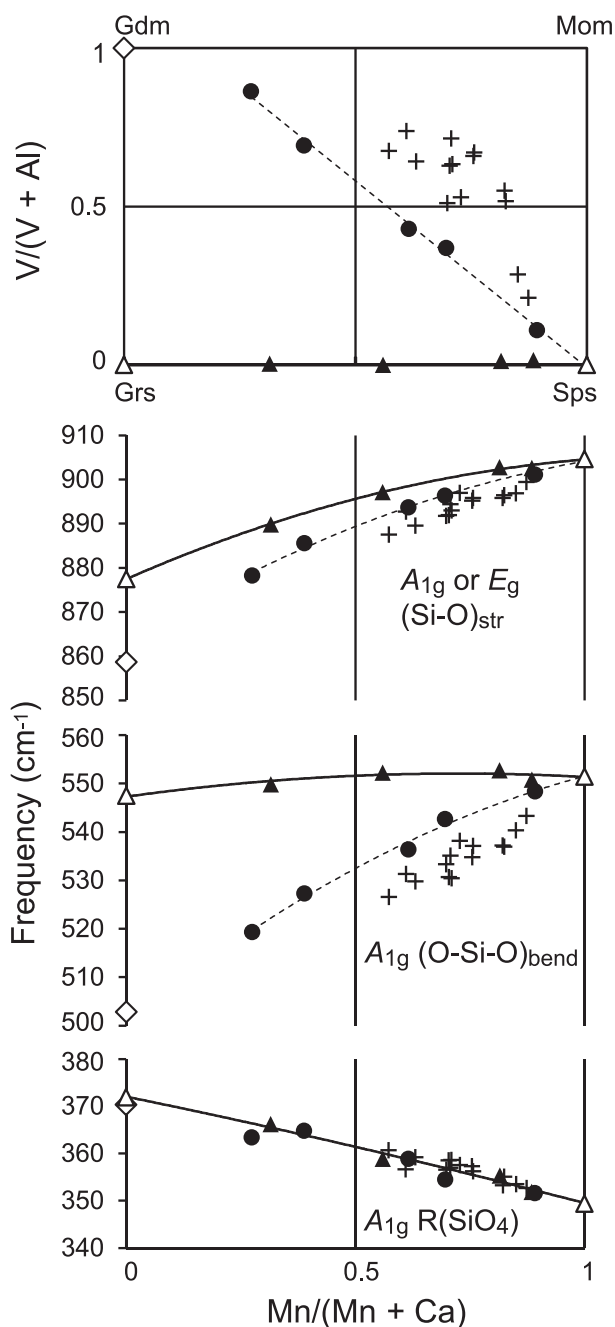 Gdm Mom
1
V/(V + Al)
0.5
0
Grs Sps
910
900
890
880
870
860
850
A1g or Eg
(Si-O)str
Frequency (cm-1)
560
550
540
530
520
510
500
A1g (O-Si-O)bend
380
370
360
350
340
A1g R(SiO4)
0 0.5 1
Mn/(Mn + Ca)